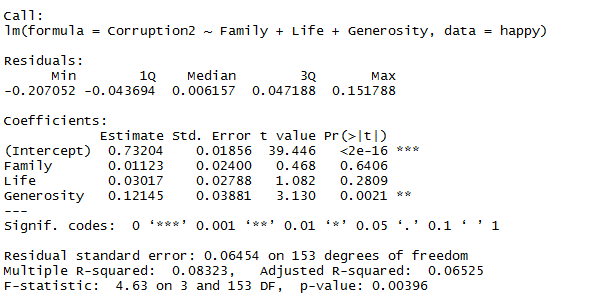 Call:
lm(formula = Corruption2 ~ Family + Life + Generosity, data = happy)
Residuals:
Min 1Q Median 3Q Max
-0.207052 -0.043694 0.006157 0.047188 0.151788
Coefficients:
Estimate Std. Error t value Pr(>|t|)
(Intercept) 0.73204 0.01856 39.446 <2e-16 ***
Family 0.01123 0.02400 0.468 0.6406
Life 0.03017 0.02788 1.082 0.2809
Generosity 0.12145 0.03881 3.130 0.0021 **
---
Signif. codes: 0 ‘***’ 0.001 ‘**’ 0.01 ‘*’ 0.05 ‘.’ 0.1 ‘ ’ 1
Residual standard error: 0.06454 on 153 degrees of freedom
Multiple R-squared: 0.08323, Adjusted R-squared: 0.06525
F-statistic: 4.63 on 3 and 153 DF, p-value: 0.00396